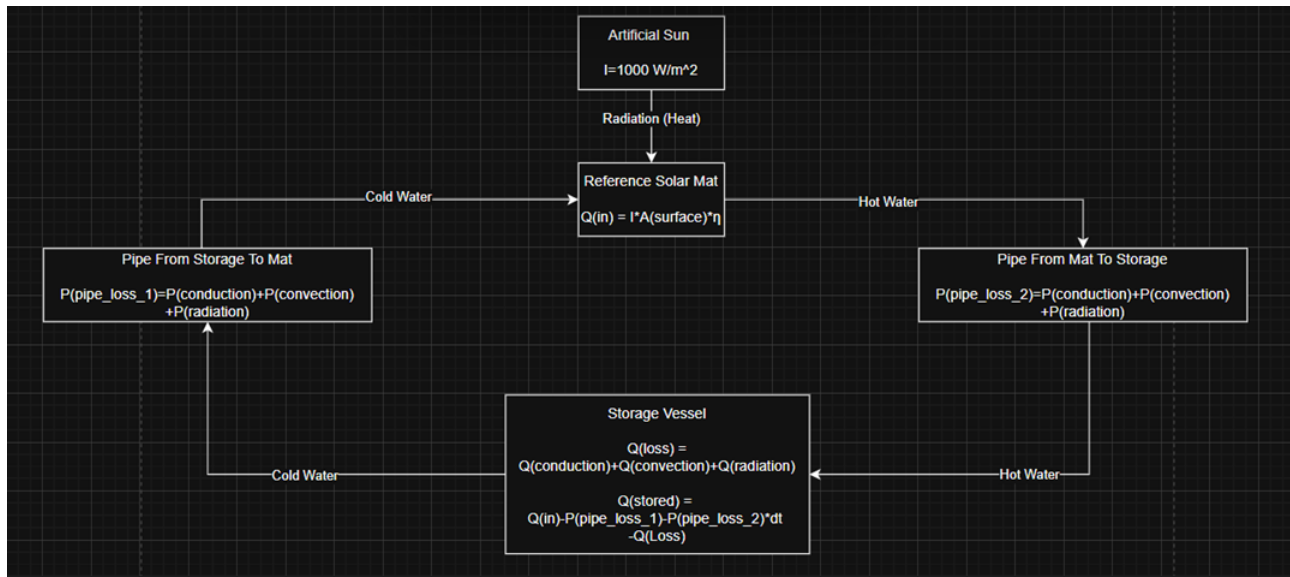 Artificial Sun
I=1000 W/m^2
Radiation (Heat)
Reference Solar Mat
Q(in) = I*A(surface)*η
Cold Water
Hot Water
Pipe From Storage To Mat
P(pipe_loss_1)=P(conduction)+P(convection)
+P(radiation)
Pipe From Mat To Storage
P(pipe_loss_2)=P(conduction)+P(convection)
+P(radiation)
Storage Vessel
Q(loss) =
Q(conduction)+Q(convection)+Q(radiation)
Q(stored) =
Q(in)-P(pipe_loss_1)-P(pipe_loss_2)*dt
-Q(Loss)
Cold Water
Hot Water